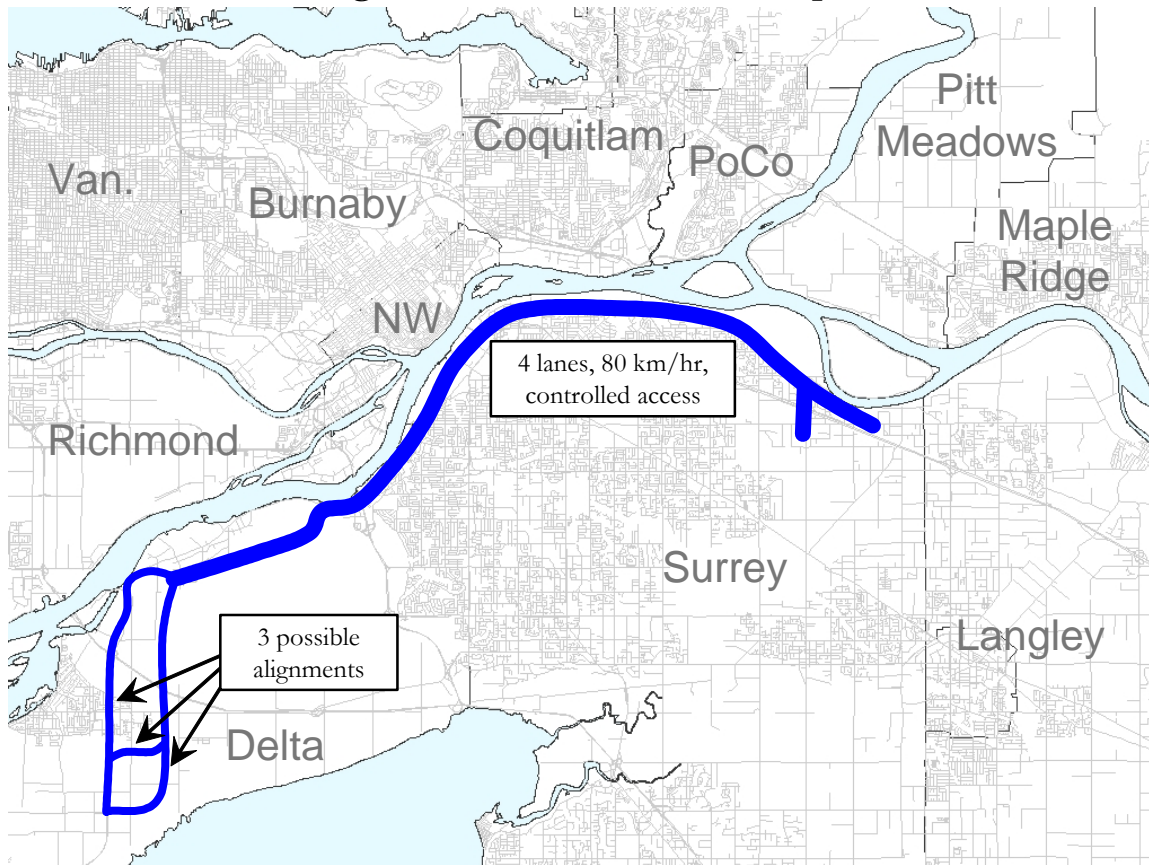 Pitt
Meadows
Coquitlam
PoCo
Van.
Burnaby
Maple
Ridge
NW
4 lanes, 80 km/hr,
controlled access
Richmond
Surrey
3 possible
alignments
Langley
Delta